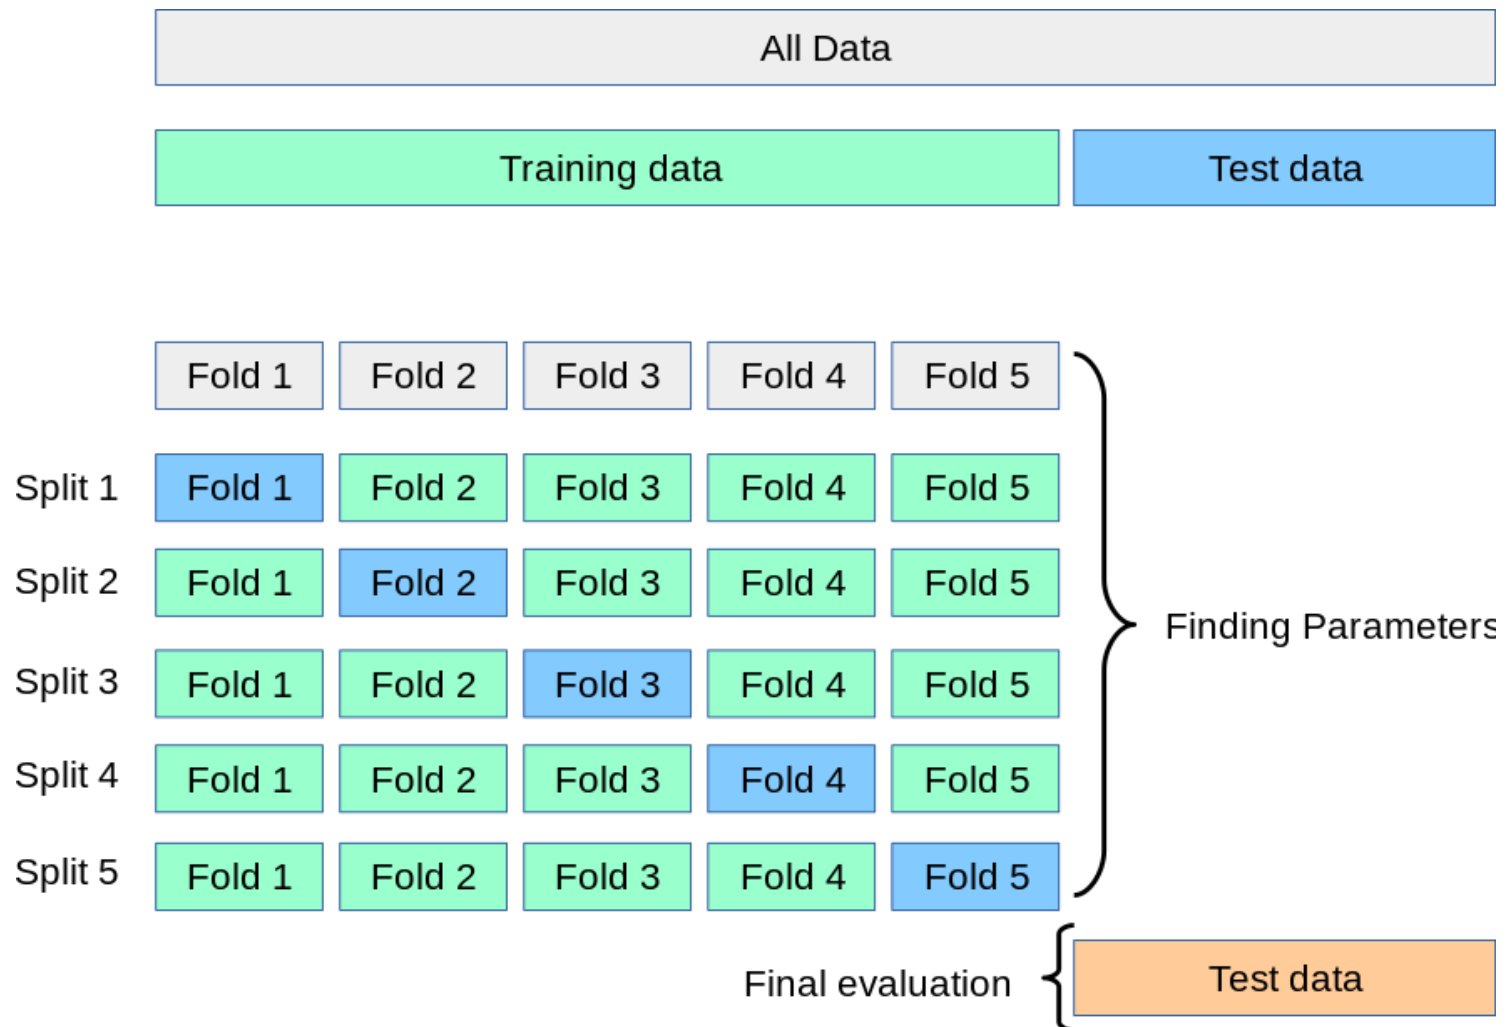 All Data
Training data Test data
Fold 1 Fold 2 Fold 3 Fold 4 Fold 5
Split 1 Fold 1 Fold 2 Fold 3 Fold 4 Fold 5
Split 2 Fold 1 Fold 2 Fold 3 Fold 4 Fold 5
Finding Parameters
Split 3 Fold 1 Fold 2 Fold 3 Fold 4 Fold 5
Split 4 Fold 1 Fold 2 Fold 3 Fold 4 Fold 5
Split 5 Fold 1 Fold 2 Fold 3 Fold 4 Fold 5
Final evaluation Test data